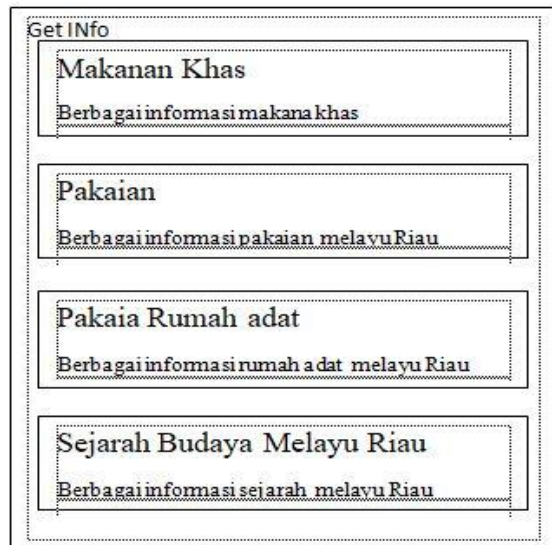 Get INfo
Makanan Khas
Berbagai informasi makana khas
Pakaian
Berbagai informasi pakaian melayu Riau
Pakaia Rumah adat
Berbagai informasi rumah adat melayu Riau
Sejarah Budaya Melayu Riau
Berbagai informasi sejarah melayu Riau